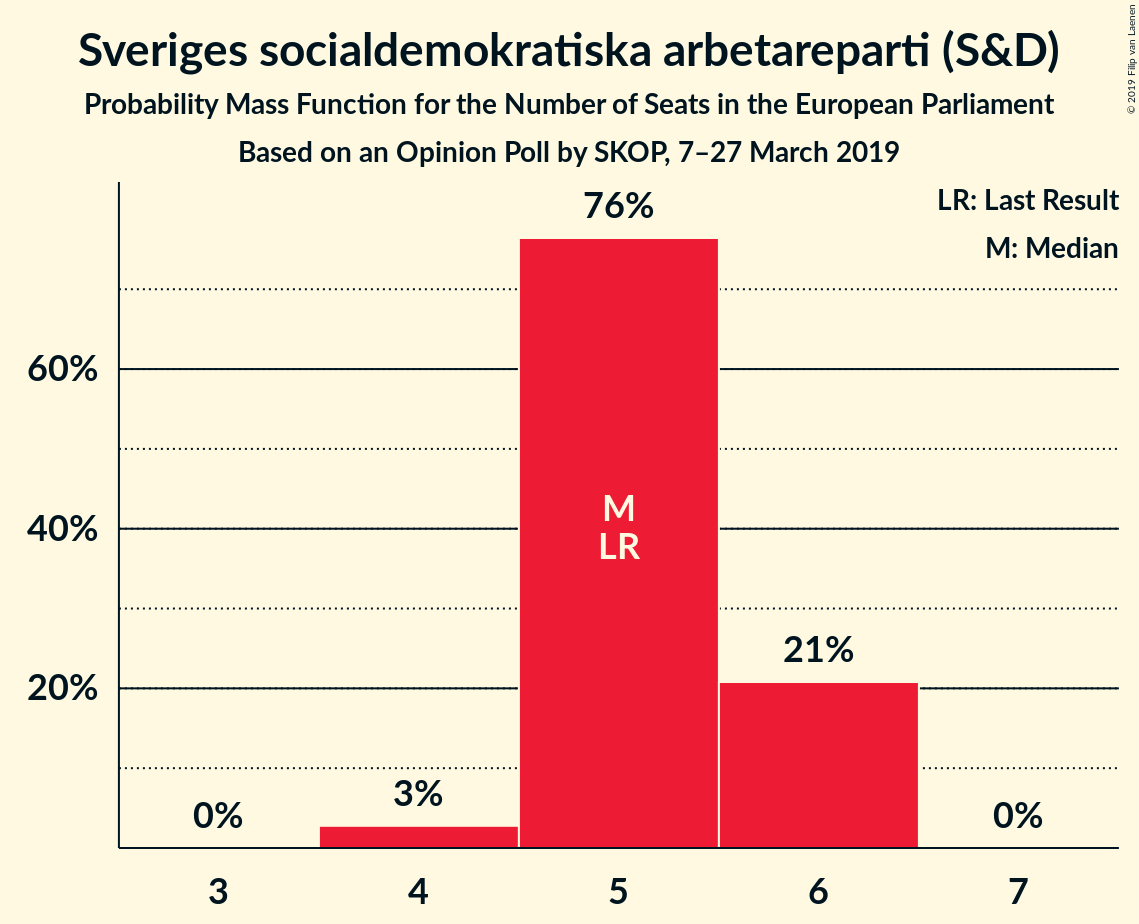 Sveriges socialdemokratiska arbetareparti (S&D)
Probability Mass Function for the Number of Seats in the European Parliament
Based on an Opinion Poll by SKOP, 7–27 March 2019
© 2019 Filip van Laenen
LR: Last Result
M: Median
76%
60%
40%
20%
M
LR
21%
3%
0%
0%
3 4 5 6 7